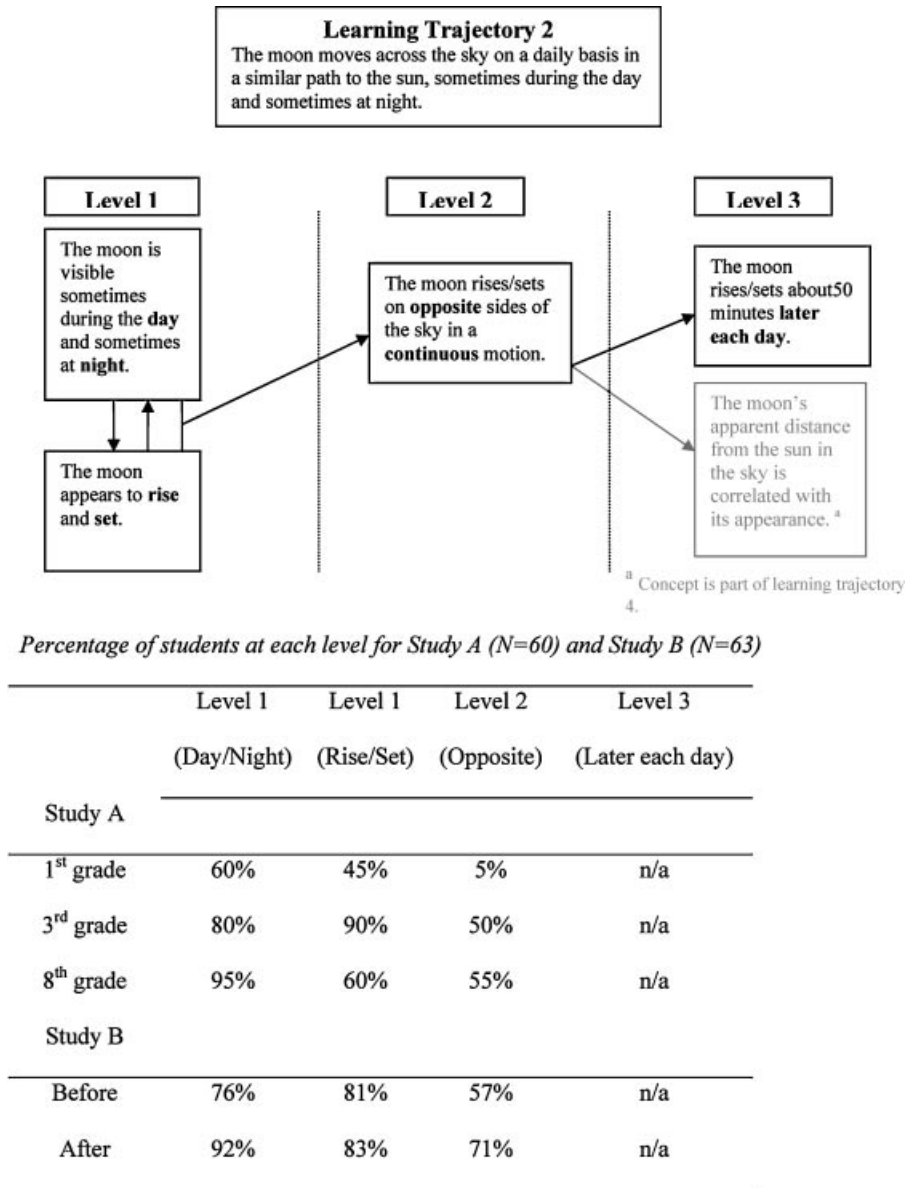 Learning Trajectory 2
The moon moves across the sky on a daily basis in
a similar path to the sun, sometimes during the day
and sometimes at night.
Level 1
The moon is
visible
sometimes
during the day
and sometimes
at night.
The moon
appears to rise
and set.
Level 2
The moon rises/sets
on opposite sides of
the sky in a
continuous motion.
Level 3
The moon
rises/sets about50
minutes later
each day.
The moon's
apparent distance
from the sun in
the sky is
correlated with
its appearance. a
a Concept is part of learning trajectory
4.
Percentage of students at each level for Study A (N=60) and Study B (N=63)
Level 1 Level 1 Level 2 Level 3
(Day/Night) (Rise/Set) (Opposite) (Later each day)
Study A
1st grade 60% 45% 5% n/a
3rd grade 80% 90% 50% n/a
8th grade 95% 60% 55% n/a
Study B
Before 76% 81% 57% n/a
After 92% 83% 71% n/a